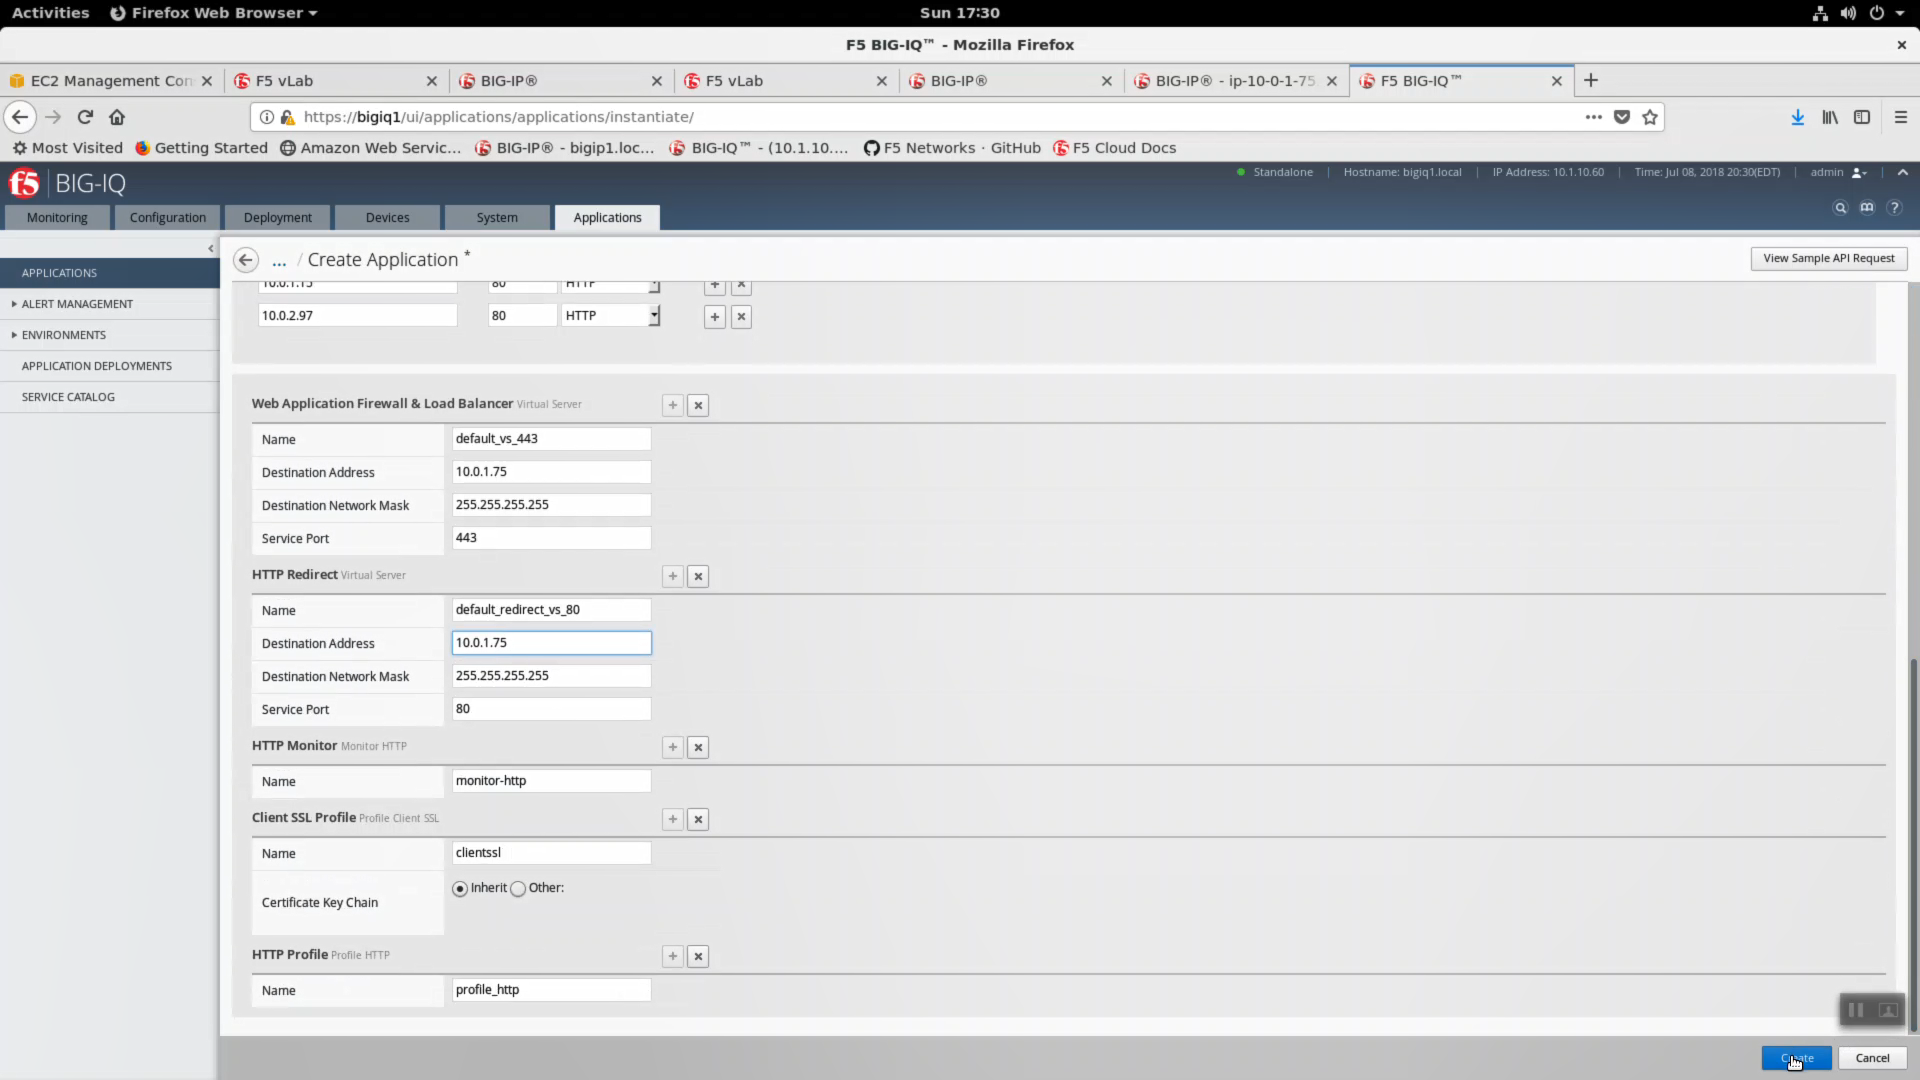 Activities Firefox Web Browser Sun 17:30
F5 BIG-IQ™ - Mozilla Firefox
EC2 Management Con F5 vLab BIG-IP® F5 vLab BIG-IP® BIG-IP® - ip-10-0-1-75 F5 BIG-IQ™
https://bigiq1/ui/applications/applications/instantiate/
Most Visited Getting Started Amazon Web Servic... BIG-IP® - bigip1.loc... BIG-IQ™ - (10.1.10.... F5 Networks · GitHub F5 Cloud Docs
f5 BIG-IQ Standalone Hostname: bigiq1.local IP Address: 10.1.10.60 Time: Jul 08, 2018 20:30(EDT) admin
Monitoring Configuration Deployment Devices System Applications
... / Create Application * View Sample API Request
APPLICATIONS
ALERT MANAGEMENT
ENVIRONMENTS
APPLICATION DEPLOYMENTS
SERVICE CATALOG
10.0.1.15 80 HTTP
10.0.2.97 80 HTTP
Web Application Firewall & Load Balancer Virtual Server
Name default_vs_443
Destination Address 10.0.1.75
Destination Network Mask 255.255.255.255
Service Port 443
HTTP Redirect Virtual Server
Name default_redirect_vs_80
Destination Address 10.0.1.75
Destination Network Mask 255.255.255.255
Service Port 80
HTTP Monitor Monitor HTTP
Name monitor-http
Client SSL Profile Profile Client SSL
Name clientssl
Certificate Key Chain Inherit Other:
HTTP Profile Profile HTTP
Name profile_http
Create Cancel